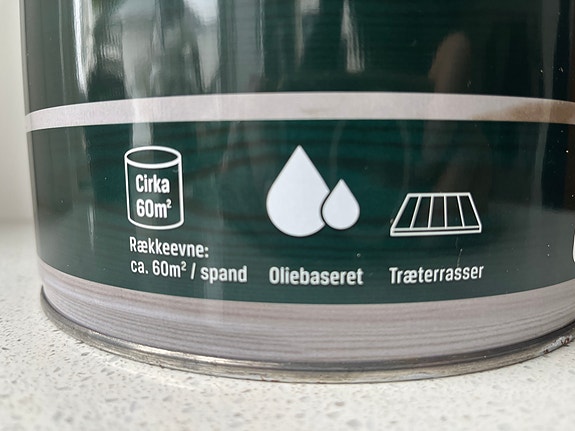 Cirka
60m²
Rækkeevne:
ca. 60m² / spand
Oliebaseret
Træterrasser